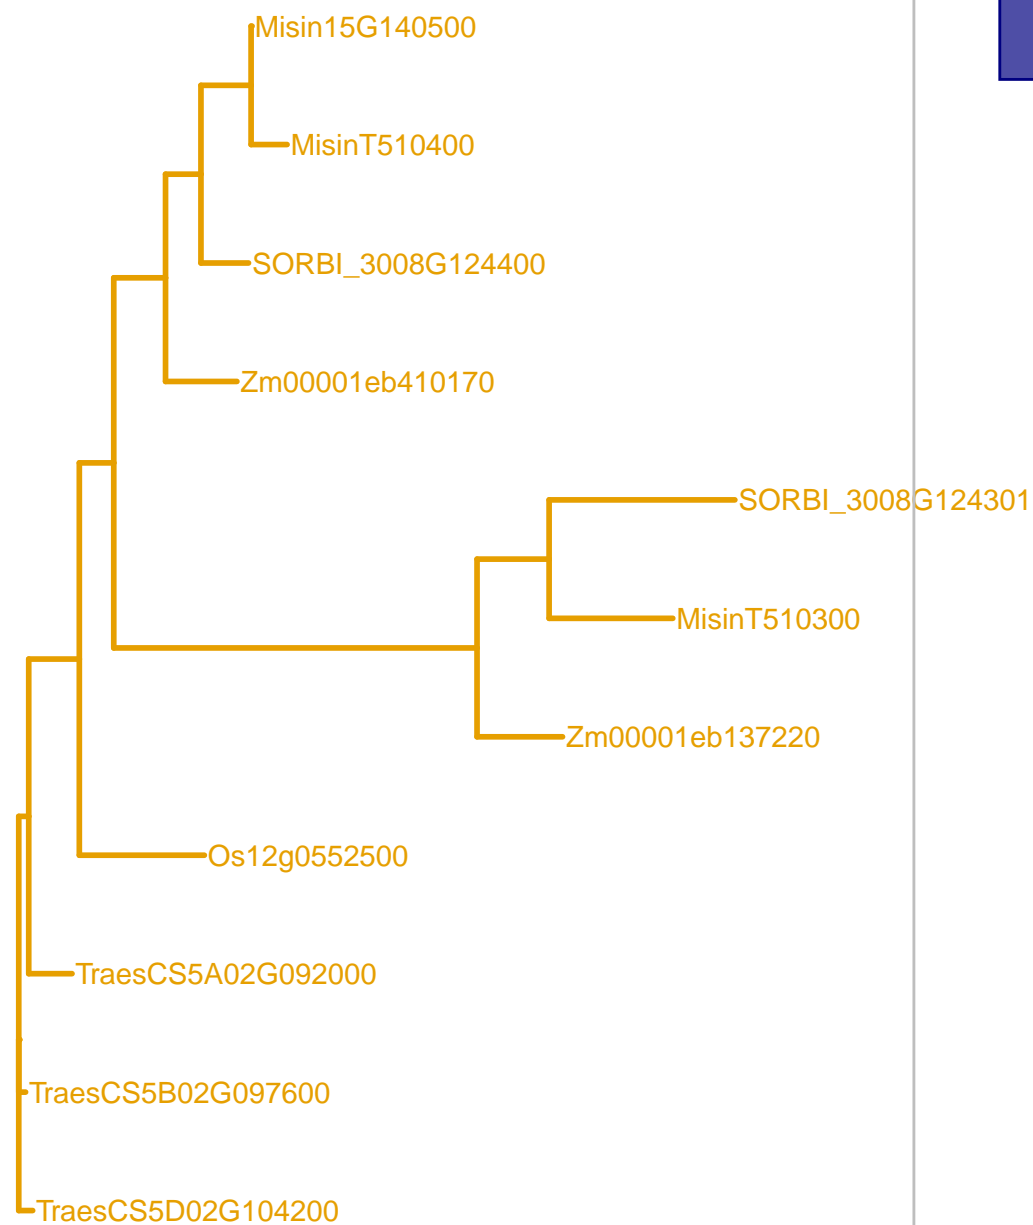 Misin15G140500
MisinT510400
SORBI_3008G124400
Zm00001eb410170
SORBI_3008G124301
MisinT510300
Zm00001eb137220
Os12g0552500
TraesCS5A02G092000
TraesCS5B02G097600
TraesCS5D02G104200